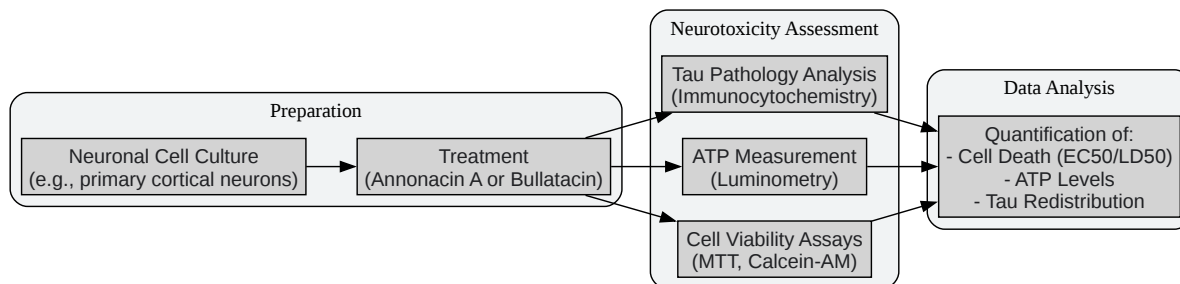 Preparation
Neuronal Cell Culture
(e.g., primary cortical neurons)
Treatment
(Annonacin A or Bullatacin)
Neurotoxicity Assessment
Tau Pathology Analysis
(Immunocytochemistry)
ATP Measurement
(Luminometry)
Cell Viability Assays
(MTT, Calcein-AM)
Data Analysis
Quantification of:
- Cell Death (EC50/LD50)
- ATP Levels
- Tau Redistribution